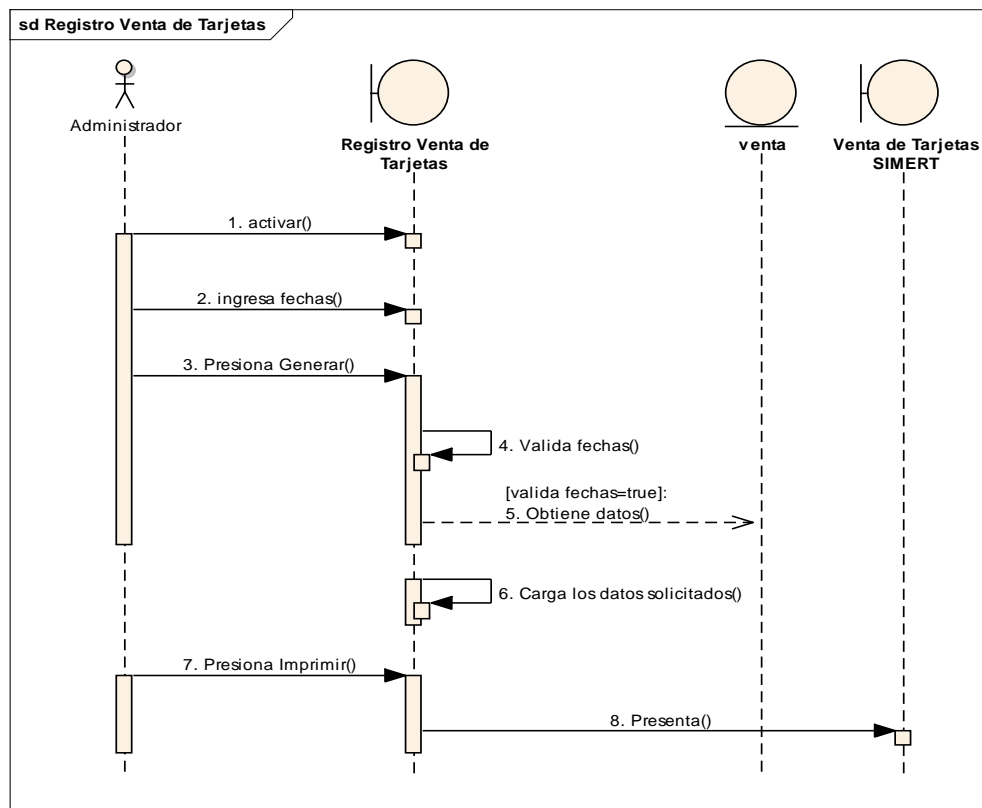 sd Registro Venta de Tarjetas
Administrador
Registro Venta de
Tarjetas
venta
Venta de Tarjetas
SIMERT
1. activar()
2. ingresa fechas()
3. Presiona Generar()
4. Valida fechas()
[valida fechas=true]:
5. Obtiene datos()
6. Carga los datos solicitados()
7. Presiona Imprimir()
8. Presenta()